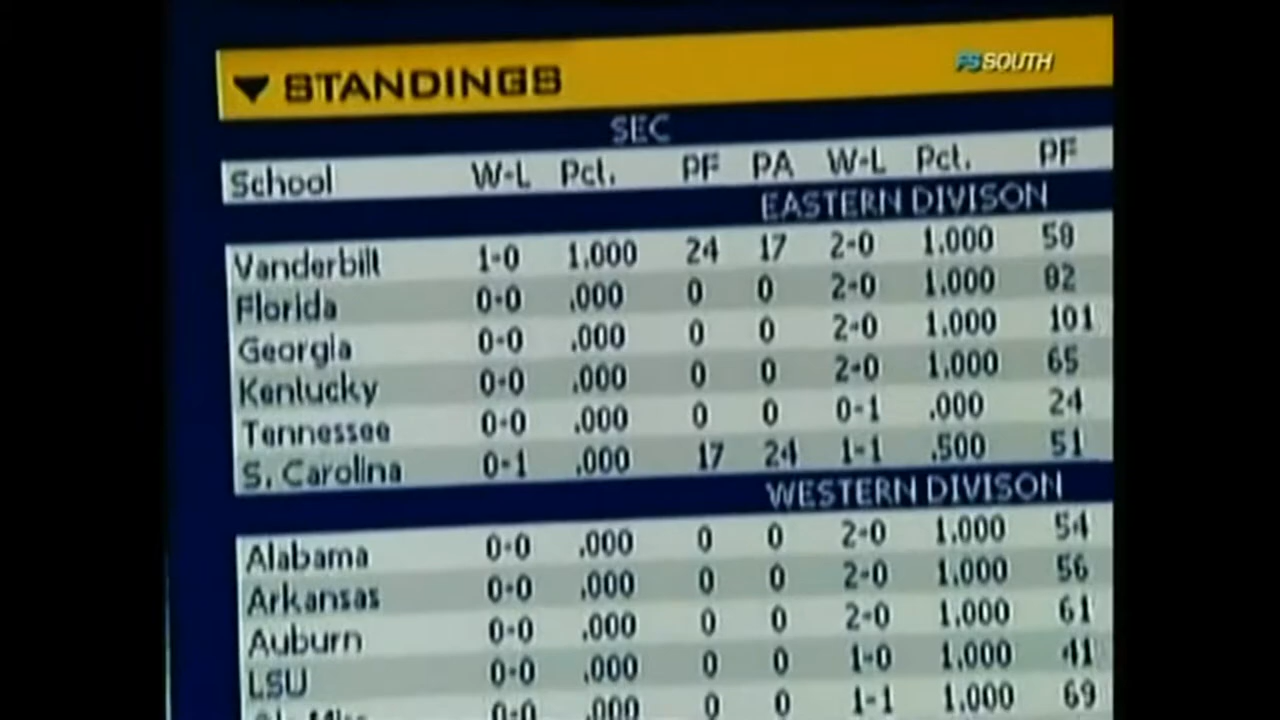 STANDINGS
FSSOUTH
SEC
School W-L Pct. PF PA W-L Pct. PF
EASTERN DIVISON
Vanderbilt 1-0 1.000 24 17 2-0 1.000 58
Florida 0-0 .000 0 0 2-0 1.000 82
Georgia 0-0 .000 0 0 2-0 1.000 101
Kentucky 0-0 .000 0 0 2-0 1.000 65
Tennessee 0-0 .000 0 0 0-1 .000 24
S. Carolina 0-1 .000 17 24 1-1 .500 51
WESTERN DIVISON
Alabama 0-0 .000 0 0 2-0 1.000 54
Arkansas 0-0 .000 0 0 2-0 1.000 56
Auburn 0-0 .000 0 0 2-0 1.000 61
LSU 0-0 .000 0 0 1-0 1.000 41
0-0 .000 0 0 1-1 1.000 69